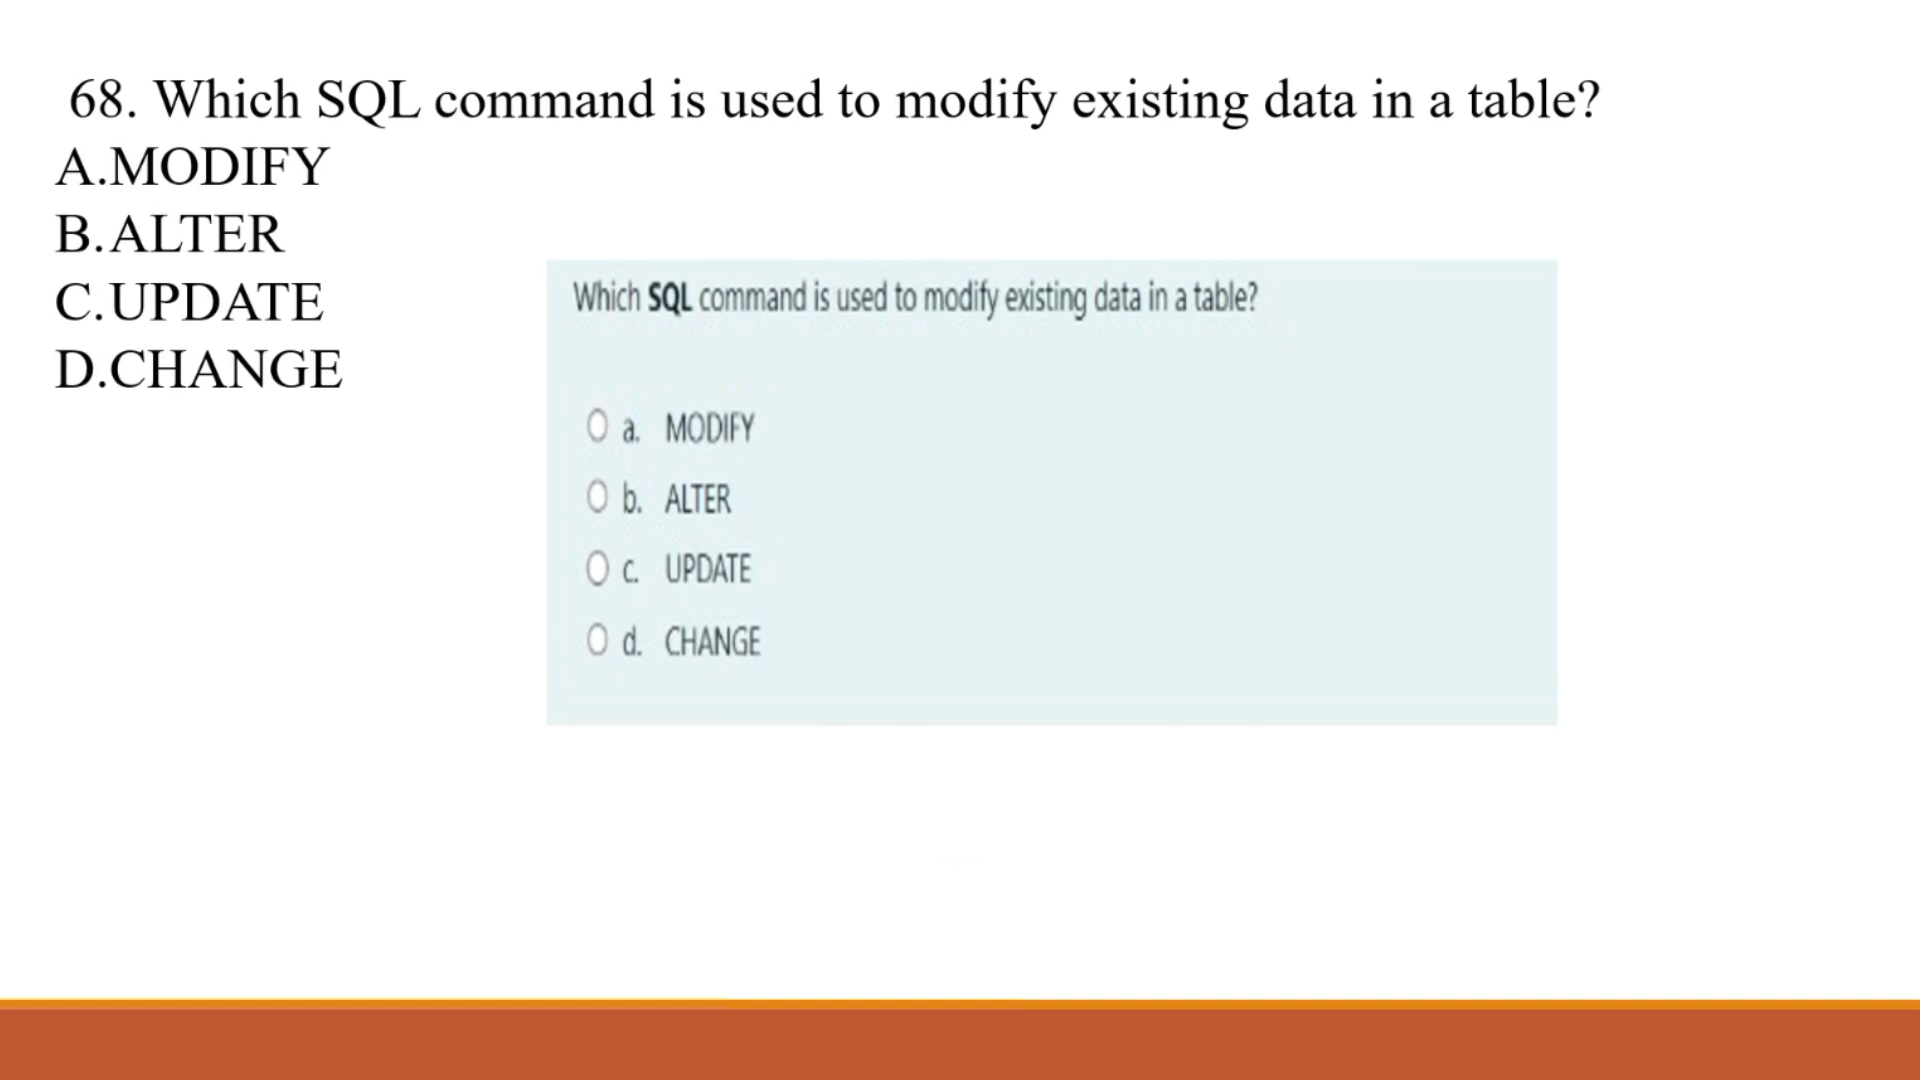 68. Which SQL command is used to modify existing data in a table?
A.MODIFY
B.ALTER
C.UPDATE
D.CHANGE
Which SQL command is used to modify existing data in a table?
a. MODIFY
b. ALTER
c. UPDATE
d. CHANGE